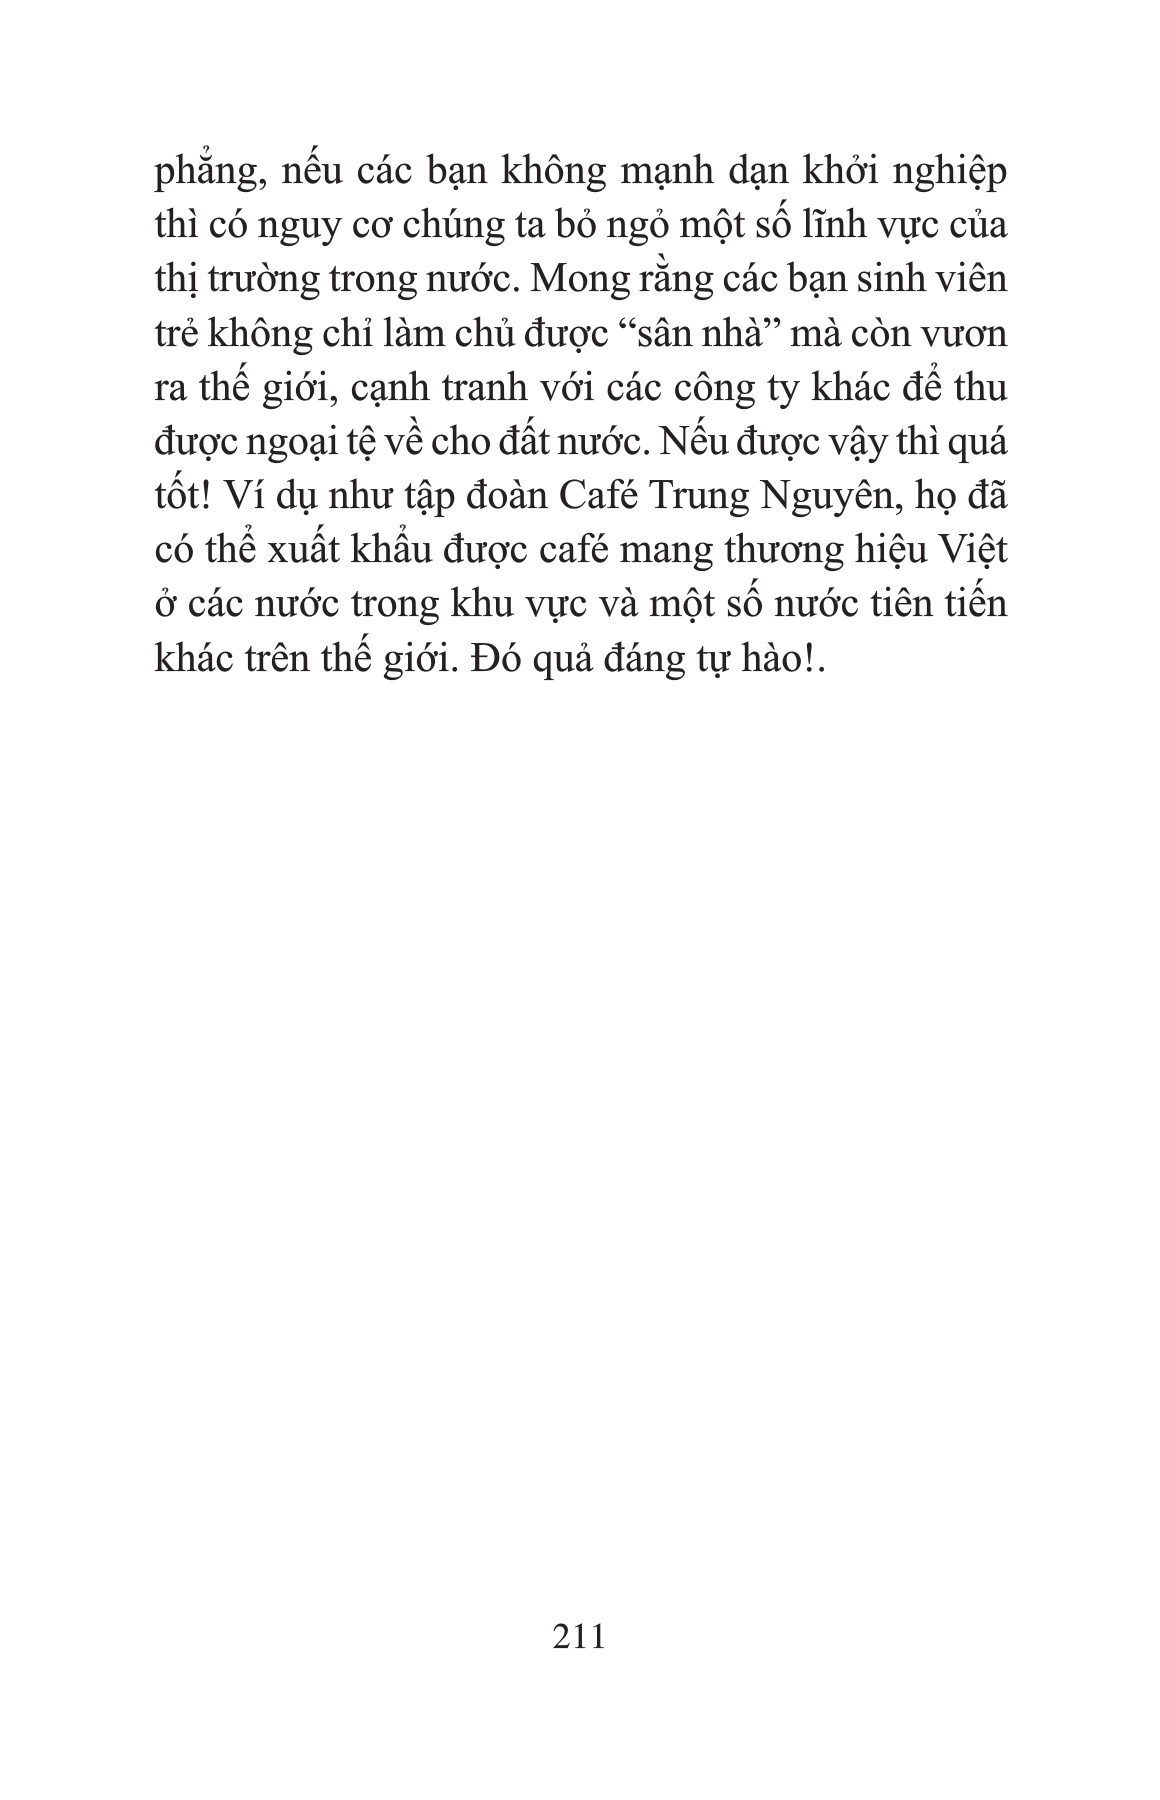 phẳng, nếu các bạn không mạnh dạn khởi nghiệp
thì có nguy cơ chúng ta bỏ ngỏ một số lĩnh vực của
thị trường trong nước. Mong rằng các bạn sinh viên
trẻ không chỉ làm chủ được “sân nhà” mà còn vươn
ra thế giới, cạnh tranh với các công ty khác để thu
được ngoại tệ về cho đất nước. Nếu được vậy thì quá
tốt! Ví dụ như tập đoàn Café Trung Nguyên, họ đã
có thể xuất khẩu được café mang thương hiệu Việt
ở các nước trong khu vực và một số nước tiên tiến
khác trên thế giới. Đó quả đáng tự hào!.
211